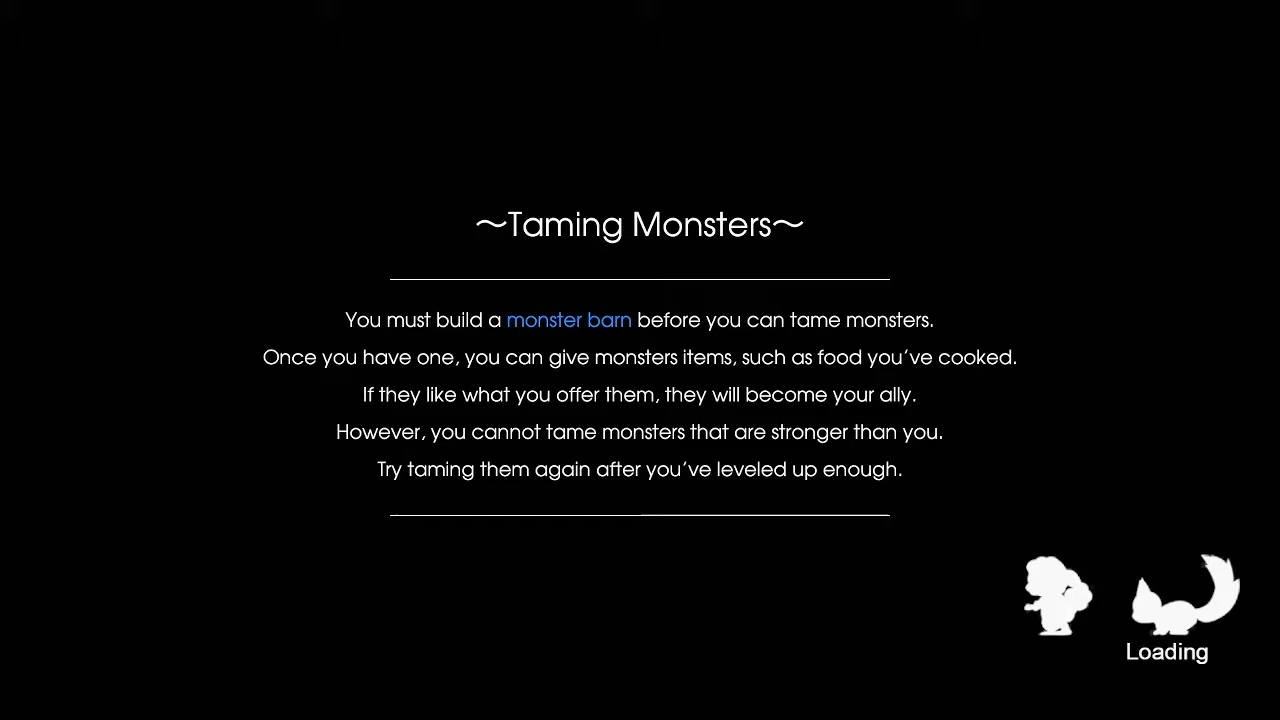 ～Taming Monsters～
You must build a monster barn before you can tame monsters.
Once you have one, you can give monsters items, such as food you've cooked.
If they like what you offer them, they will become your ally.
However, you cannot tame monsters that are stronger than you.
Try taming them again after you've leveled up enough.
Loading